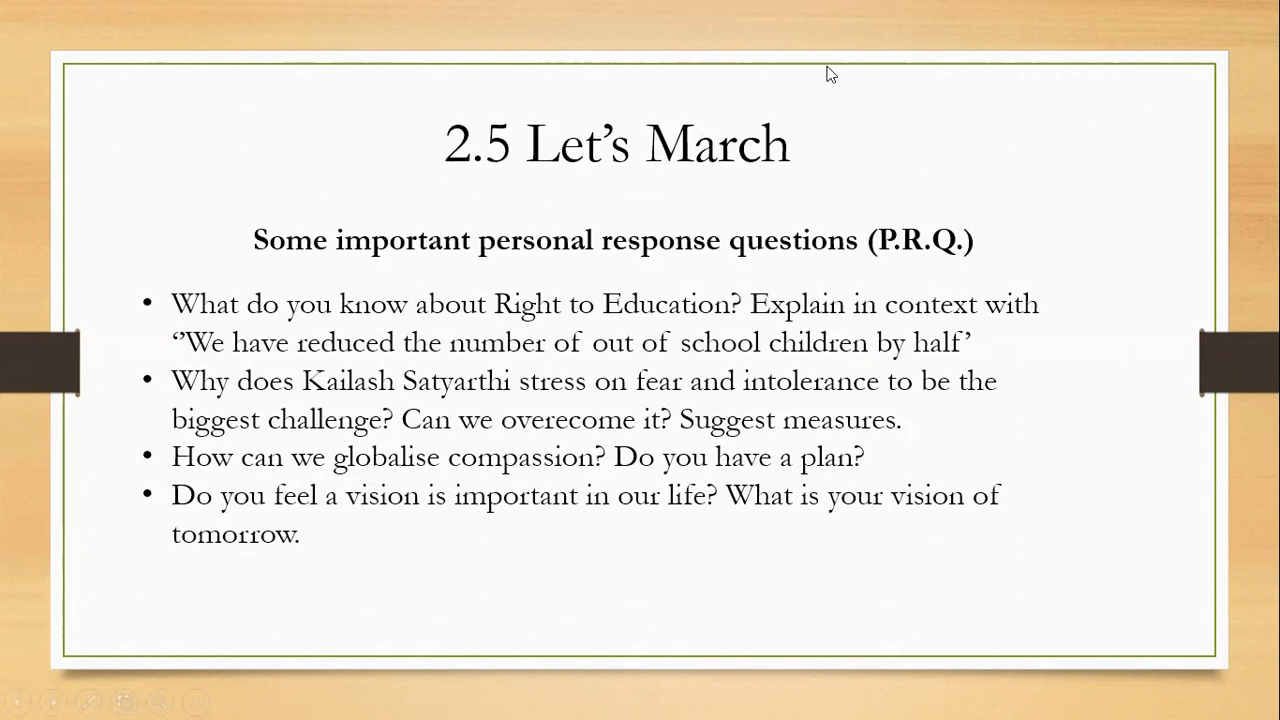 2.5 Let’s March
Some important personal response questions (P.R.Q.)
• What do you know about Right to Education? Explain in context with
‘’We have reduced the number of out of school children by half’
• Why does Kailash Satyarthi stress on fear and intolerance to be the
biggest challenge? Can we overecome it? Suggest measures.
• How can we globalise compassion? Do you have a plan?
• Do you feel a vision is important in our life? What is your vision of
tomorrow.